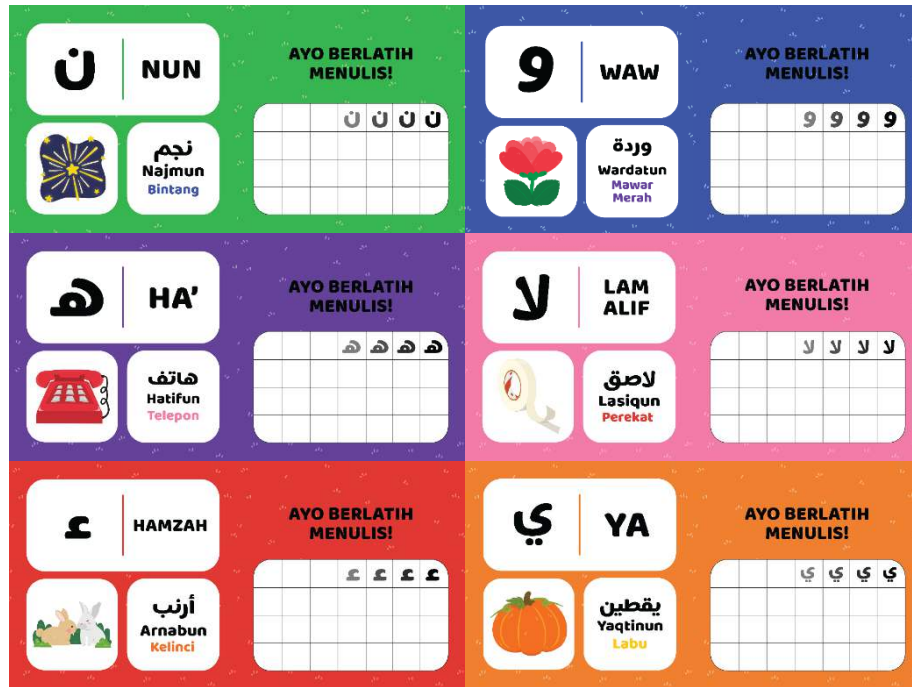 ن NUN
AYO BERLATIH
MENULIS!
ن ن ن ن
نجم
Najmun
Bintang
و WAW
AYO BERLATIH
MENULIS!
و و و و
وردة
Wardatun
Mawar
Merah
ه HA’
AYO BERLATIH
MENULIS!
ه ه ه ه
هاتف
Hatifun
Telepon
لا LAM
ALIF
AYO BERLATIH
MENULIS!
لا لا لا لا
لاصق
Lasiqun
Perekat
ء HAMZAH
AYO BERLATIH
MENULIS!
ء ء ء ء
أرنب
Arnabun
Kelinci
ي YA
AYO BERLATIH
MENULIS!
ي ي ي ي
يقطين
Yaqtinun
Labu